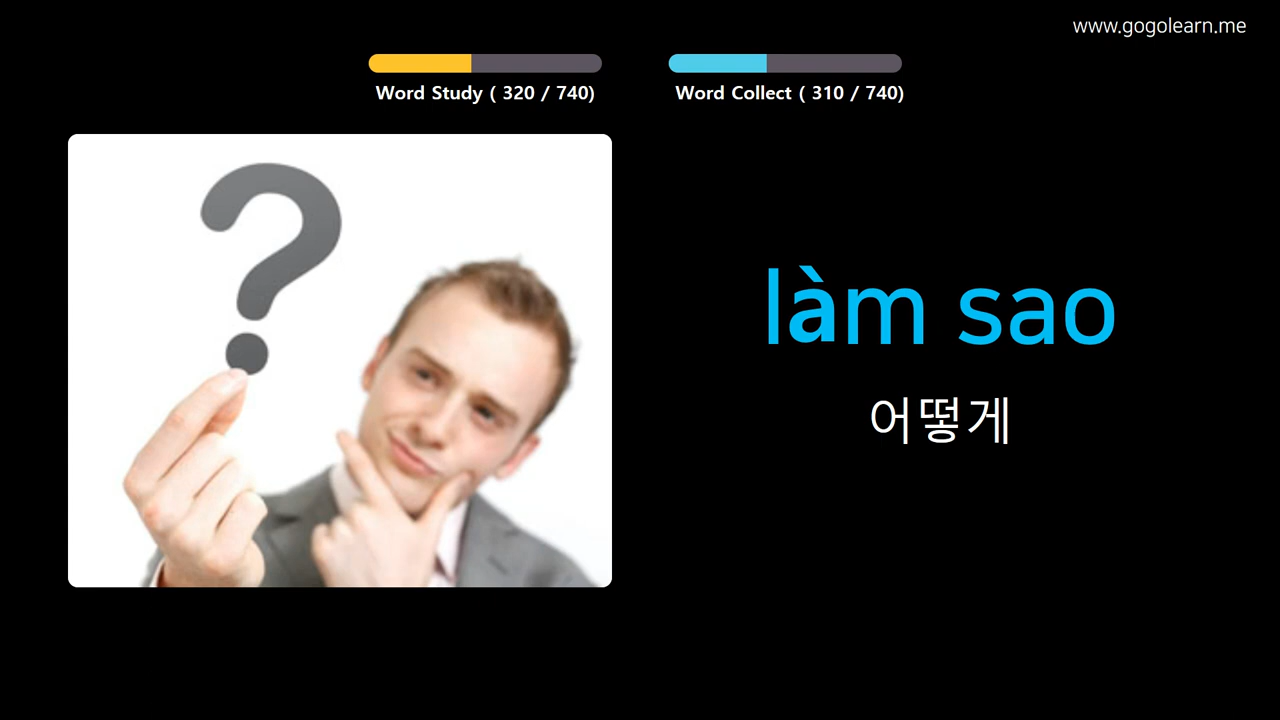 www.gogolearn.me
Word Study ( 320 / 740)
Word Collect ( 310 / 740)
?
làm sao
어떻게